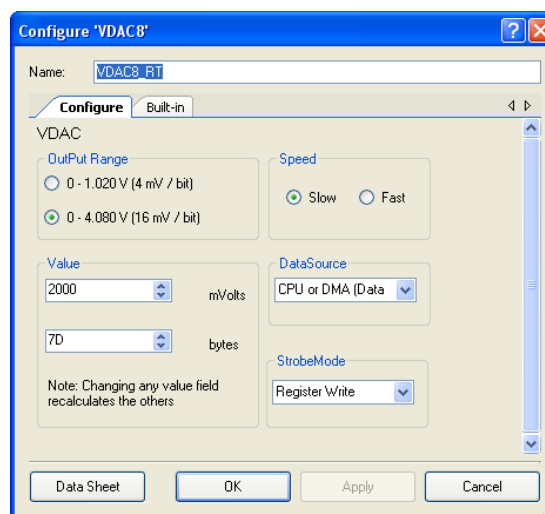 Configure 'VDAC8'
Name: VDAC8_RT
Configure Built-in
VDAC
OutPut Range
0 - 1.020 V (4 mV / bit)
0 - 4.080 V (16 mV / bit)
Speed
Slow Fast
Value
2000 mVolts
7D bytes
Note: Changing any value field
recalculates the others
DataSource
CPU or DMA (Data
StrobeMode
Register Write
Data Sheet OK Apply Cancel